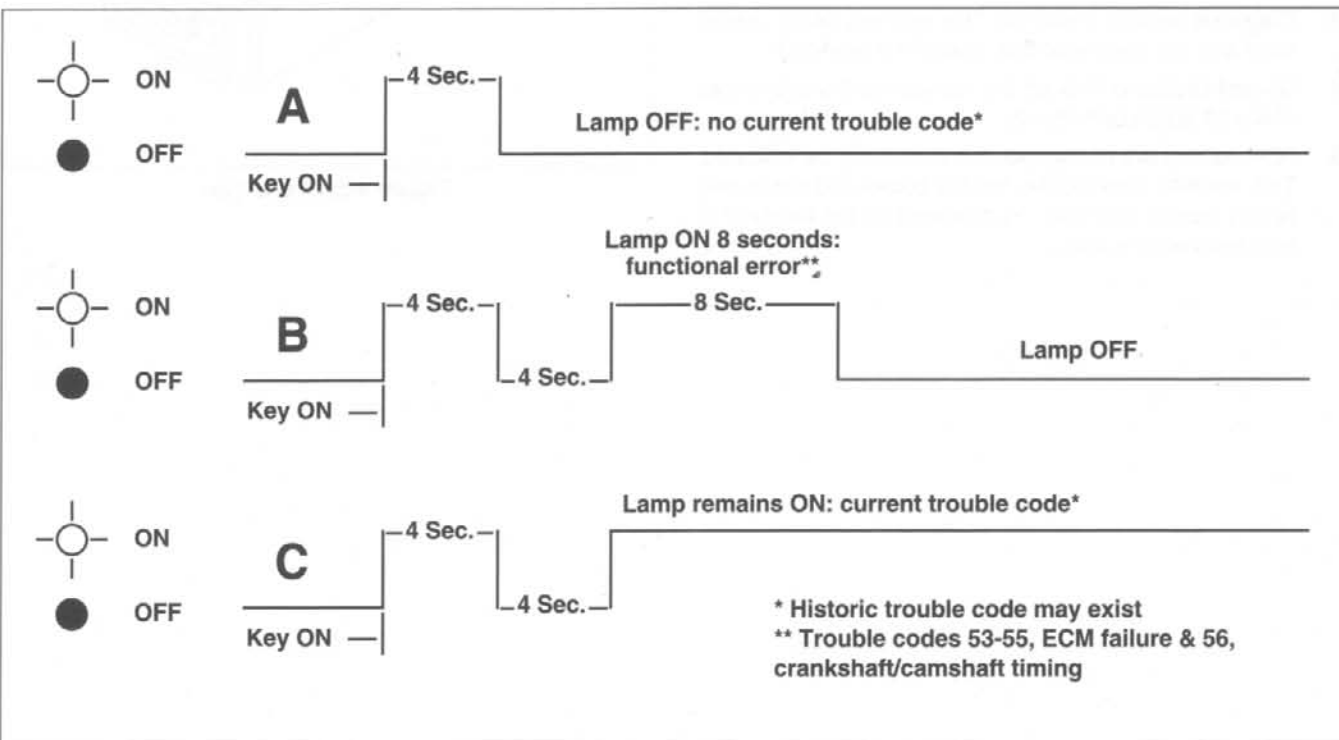 ON
A
4 Sec.
Lamp OFF: no current trouble code*
OFF
Key ON
Lamp ON 8 seconds:
functional error**
ON
B
4 Sec.
8 Sec.
Lamp OFF
OFF
4 Sec.
Key ON
Lamp remains ON: current trouble code*
ON
C
4 Sec.
OFF
4 Sec.
Key ON
* Historic trouble code may exist
** Trouble codes 53-55, ECM failure & 56,
crankshaft/camshaft timing